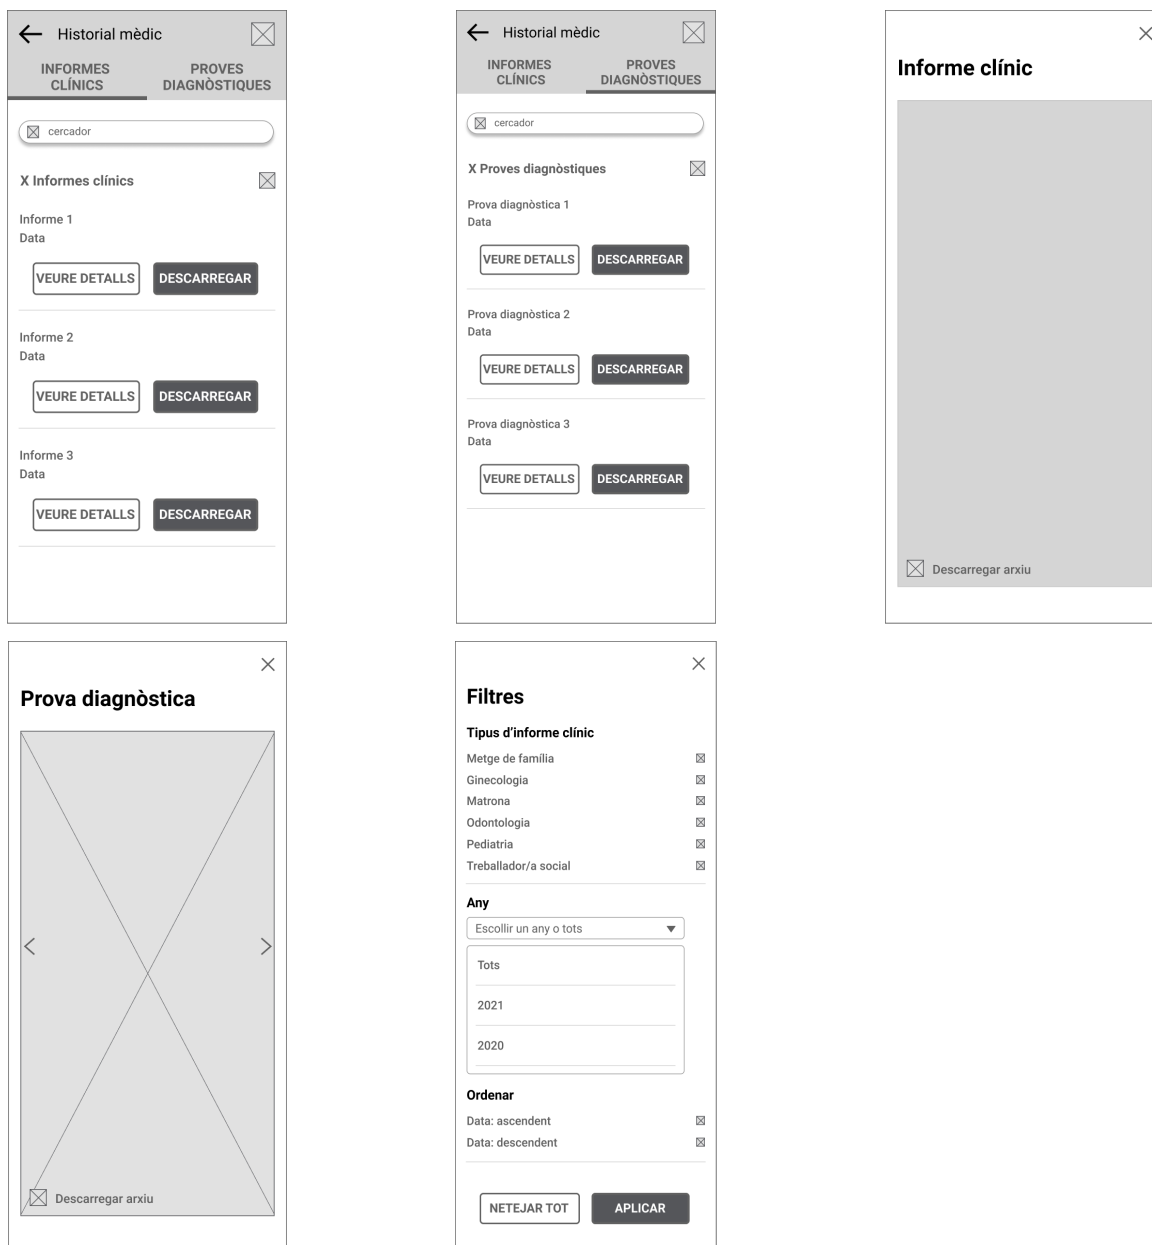 Historial mèdic
INFORMES
CLÍNICS
PROVES
DIAGNÒSTIQUES
cercador
X Informes clínics
Informe 1
Data
VEURE DETALLS
DESCARREGAR
Informe 2
Data
VEURE DETALLS
DESCARREGAR
Informe 3
Data
VEURE DETALLS
DESCARREGAR
Historial mèdic
INFORMES
CLÍNICS
PROVES
DIAGNÒSTIQUES
cercador
X Proves diagnòstiques
Prova diagnòstica 1
Data
VEURE DETALLS
DESCARREGAR
Prova diagnòstica 2
Data
VEURE DETALLS
DESCARREGAR
Prova diagnòstica 3
Data
VEURE DETALLS
DESCARREGAR
Informe clínic
Descarregar arxiu
Prova diagnòstica
Descarregar arxiu
Filtres
Tipus d’informe clínic
Metge de família
Ginecologia
Matrona
Odontologia
Pediatria
Treballador/a social
Any
Escollir un any o tots
Tots
2021
2020
Ordenar
Data: ascendent
Data: descendent
NETEJAR TOT
APLICAR